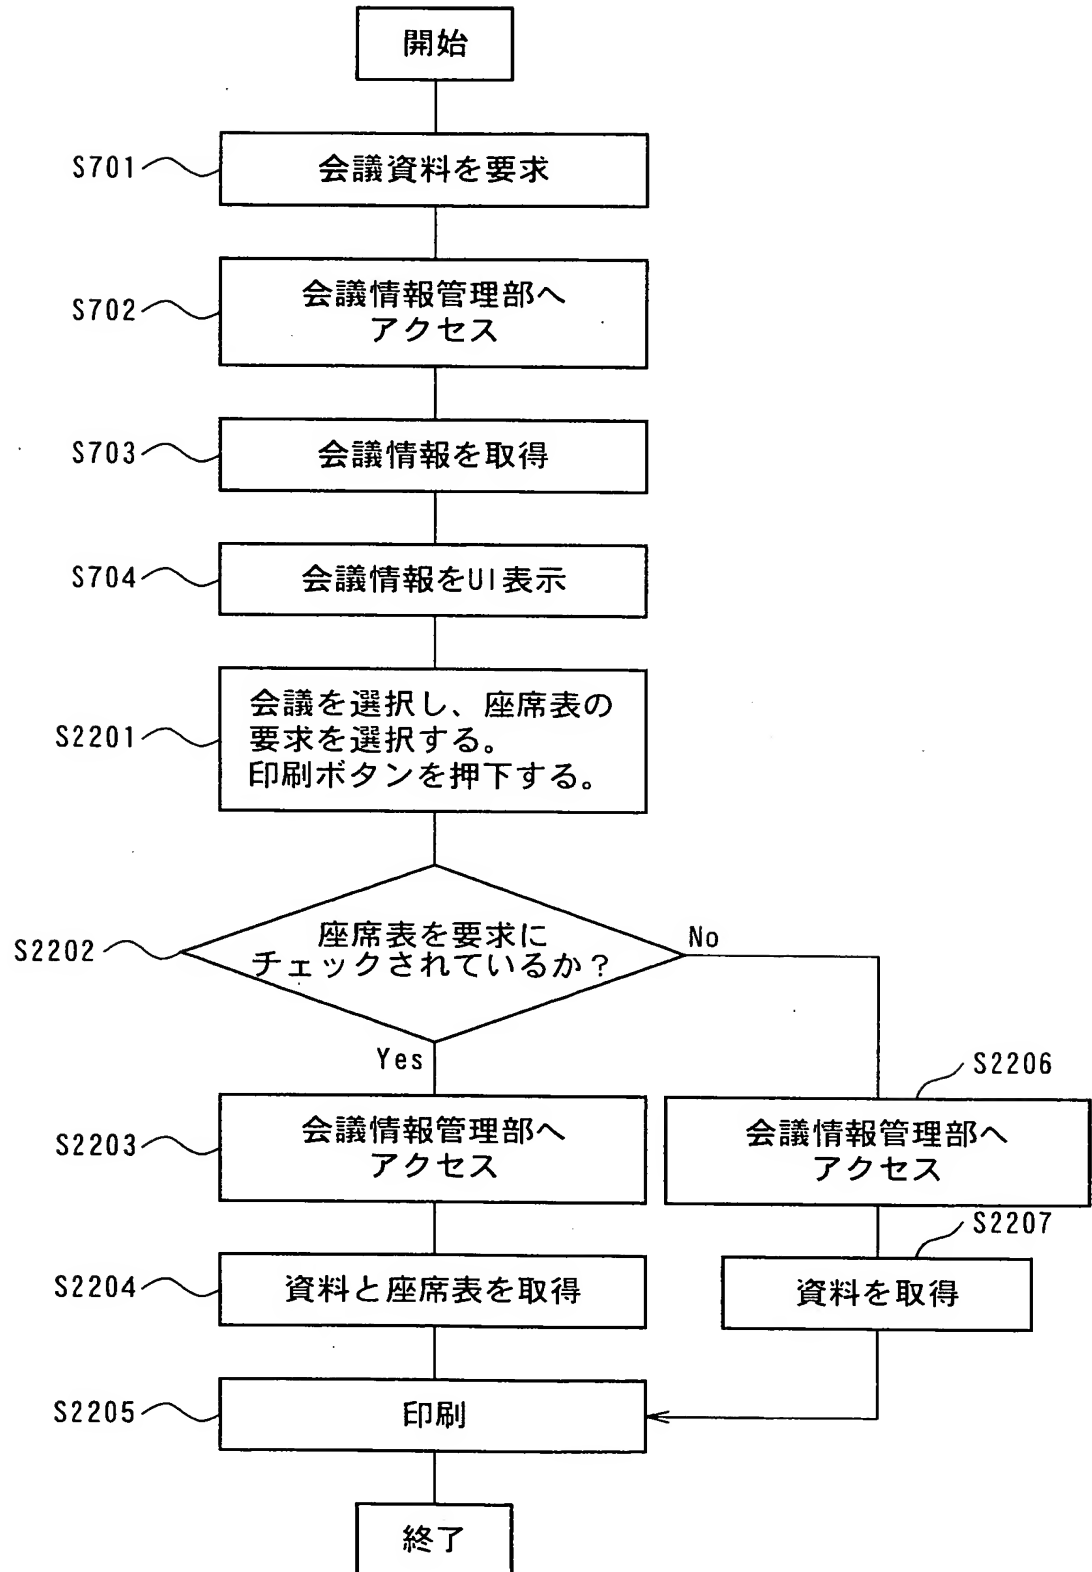 開始
S701
会議資料を要求
S702
会議情報管理部へ
アクセス
S703
会議情報を取得
S704
会議情報をUI表示
S2201
会議を選択し、座席表の
要求を選択する。
印刷ボタンを押下する。
S2202
座席表を要求に
チェックされているか？
No
Yes
S2203
会議情報管理部へ
アクセス
S2206
会議情報管理部へ
アクセス
S2204
資料と座席表を取得
S2207
資料を取得
S2205
印刷
終了